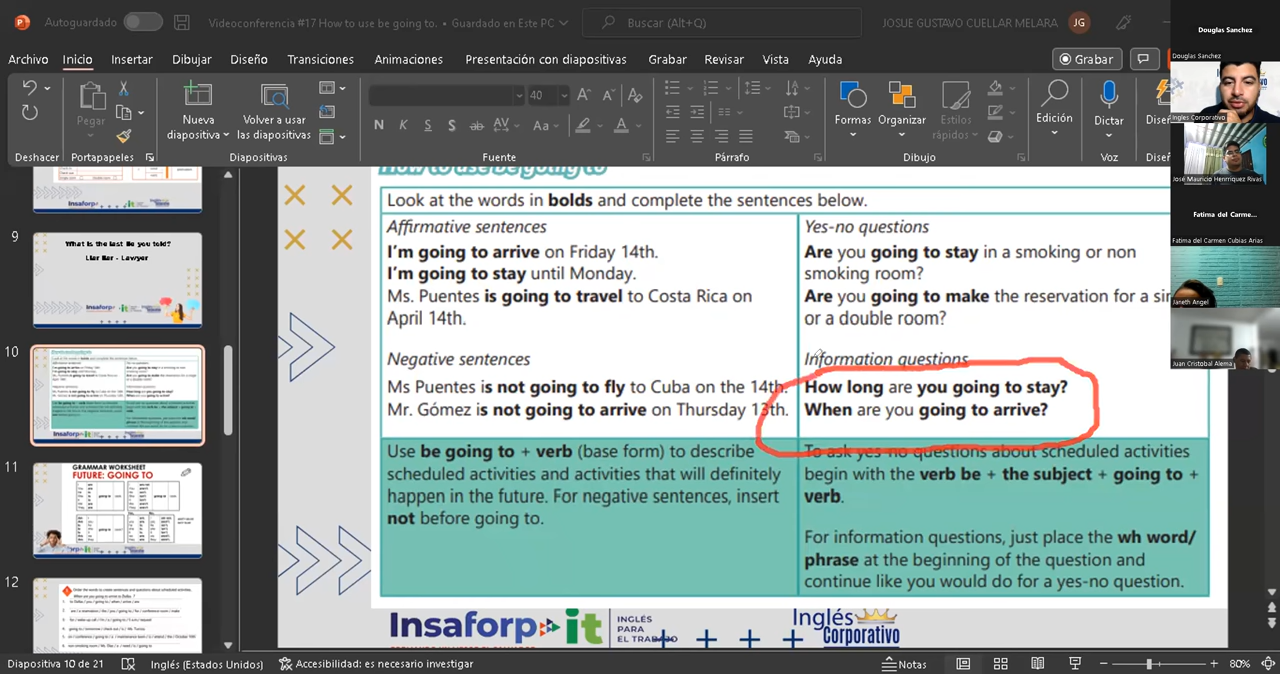 Autoguardado
Videoconferencia #17 How to use be going to. • Guardado en Este PC
Buscar (Alt+Q)
JOSUE GUSTAVO CUELLAR MELARA
JG
Archivo Inicio Insertar Dibujar Diseño Transiciones Animaciones Presentación con diapositivas Grabar Revisar Vista Ayuda
Grabar
Pegar
Nueva diapositiva
Volver a usar las diapositivas
40
N K S S ab AV Aa A
Formas
Organizar
Estilos rápidos
Edición
Dictar
Deshacer Portapapeles Diapositivas Fuente Párrafo Dibujo Voz
9
What is the last lie you told?
Liar liar - Lawyer
10
11
GRAMMAR WORKSHEET
FUTURE: GOING TO
12
How to use be going to
Look at the words in bolds and complete the sentences below.
Affirmative sentences
I'm going to arrive on Friday 14th.
I'm going to stay until Monday.
Ms. Puentes is going to travel to Costa Rica on
April 14th.
Negative sentences
Ms Puentes is not going to fly to Cuba on the 14th.
Mr. Gómez is not going to arrive on Thursday 13th.
Yes-no questions
Are you going to stay in a smoking or non
smoking room?
Are you going to make the reservation for a
or a double room?
Information questions
How long are you going to stay?
When are you going to arrive?
Use be going to + verb (base form) to describe
scheduled activities and activities that will definitely
happen in the future. For negative sentences, insert
not before going to.
To ask yes-no questions about scheduled activities
begin with the verb be + the subject + going to +
verb.
For information questions, just place the wh word/
phrase at the beginning of the question and
continue like you would do for a yes-no question.
Insaforp it
INGLÉS
PARA
EL TRABAJO
Inglés
Corporativo
Douglas Sanchez
Douglas Sanchez
Ingles Corporativo
José Mauricio Henrríquez Rivas
Fatima del Carme...
Fatima del Carmen Cubias Arias
Janeth Angel
Juan Cristobal Alema
Diapositiva 10 de 21
Inglés (Estados Unidos)
Accesibilidad: es necesario investigar
Notas
80%